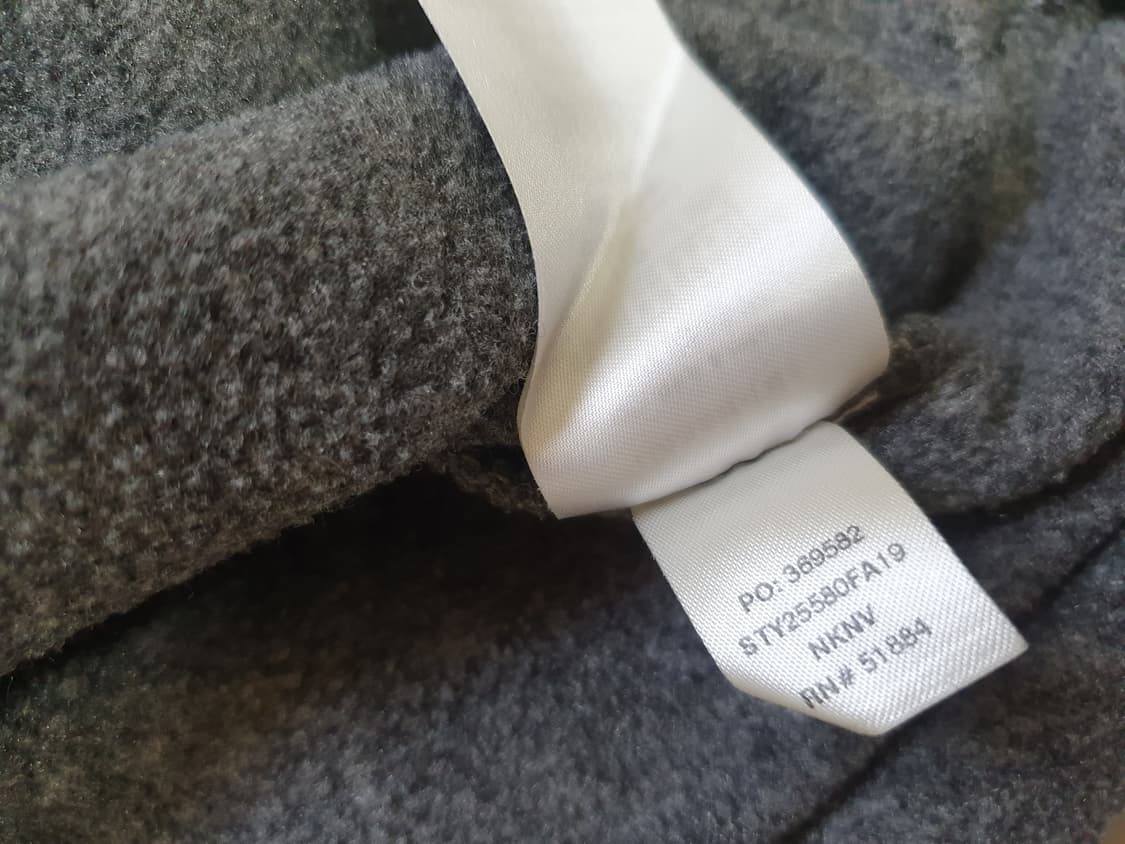 PO: 369582
STY25580FA19
NKNV
RN# 51884